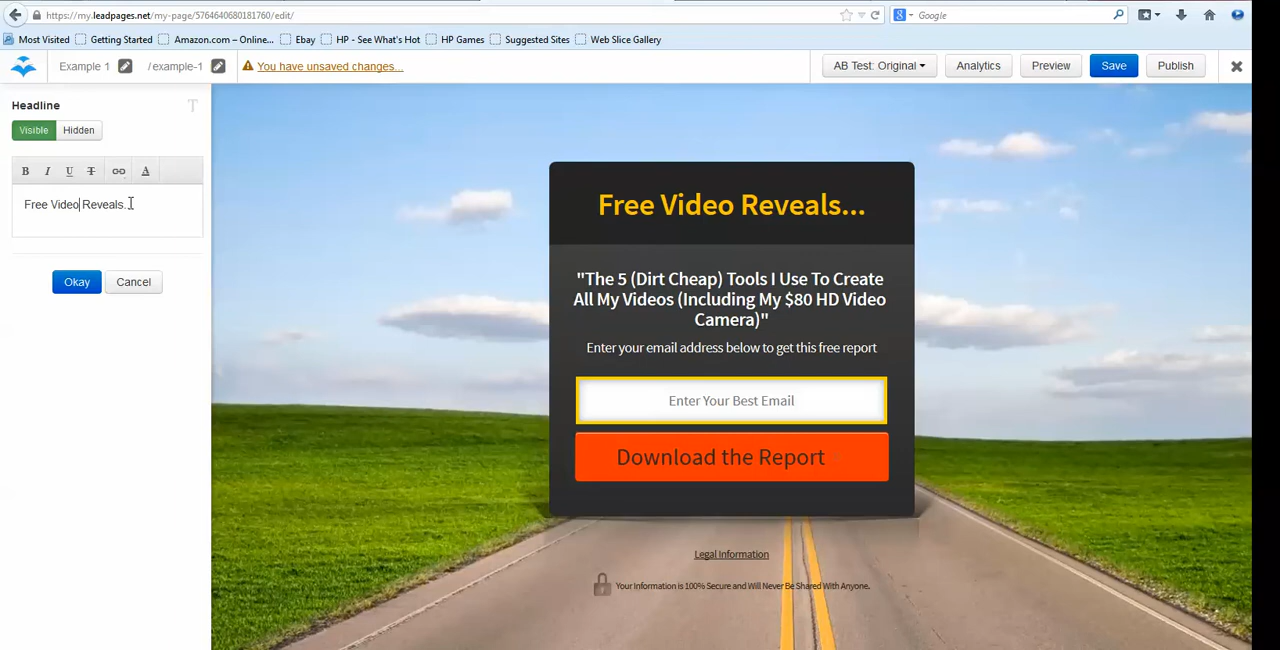 https://my.leadpages.net/my-page/5764640680181760/edit/
Google
Most Visited Getting Started Amazon.com – Online... Ebay HP - See What's Hot HP Games Suggested Sites Web Slice Gallery
Example 1 /example-1 You have unsaved changes... AB Test: Original Analytics Preview Save Publish
Headline T
Visible Hidden
B I U T A
Free Video Reveals.
Okay Cancel
Free Video Reveals...
"The 5 (Dirt Cheap) Tools I Use To Create
All My Videos (Including My $80 HD Video
Camera)"
Enter your email address below to get this free report
Enter Your Best Email
Download the Report
Legal Information
Your Information is 100% Secure and Will Never Be Shared With Anyone.